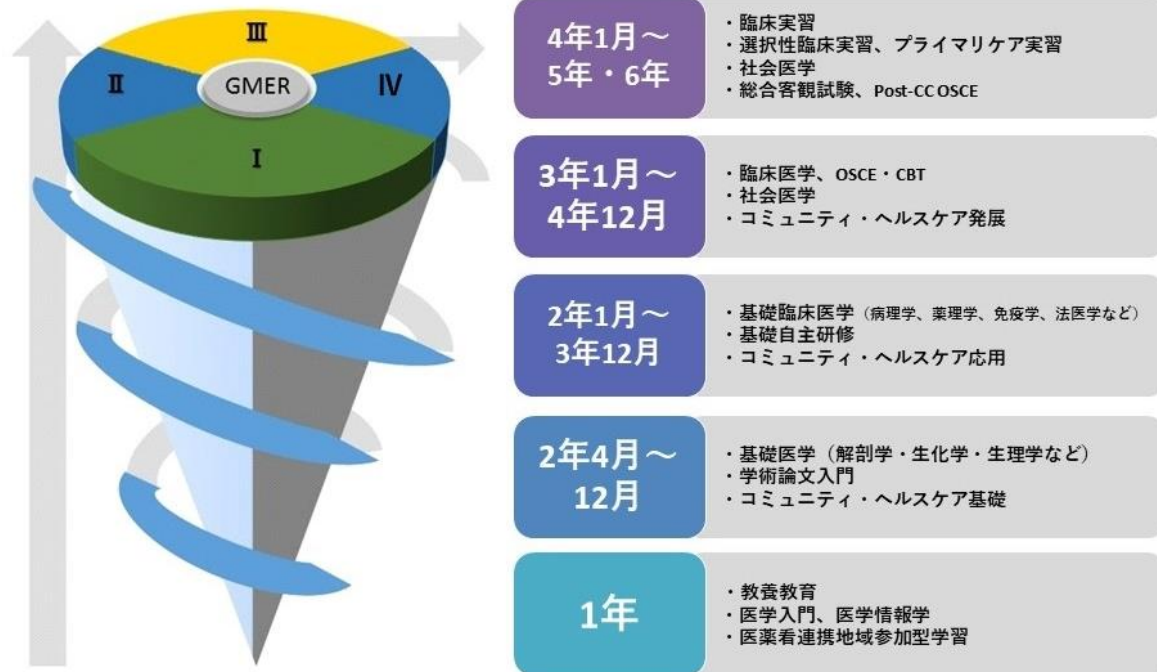 III
II
GMER
IV
I
4年1月～
5年・6年
・臨床実習
・選択性臨床実習、プライマリケア実習
・社会医学
・総合客観試験、Post-CC OSCE
3年1月～
4年12月
・臨床医学、OSCE・CBT
・社会医学
・コミュニティ・ヘルスケア発展
2年1月～
3年12月
・基礎臨床医学（病理学、薬理学、免疫学、法医学など）
・基礎自主研修
・コミュニティ・ヘルスケア応用
2年4月～
12月
・基礎医学（解剖学・生化学・生理学など）
・学術論文入門
・コミュニティ・ヘルスケア基礎
1年
・教養教育
・医学入門、医学情報学
・医薬看連携地域参加型学習